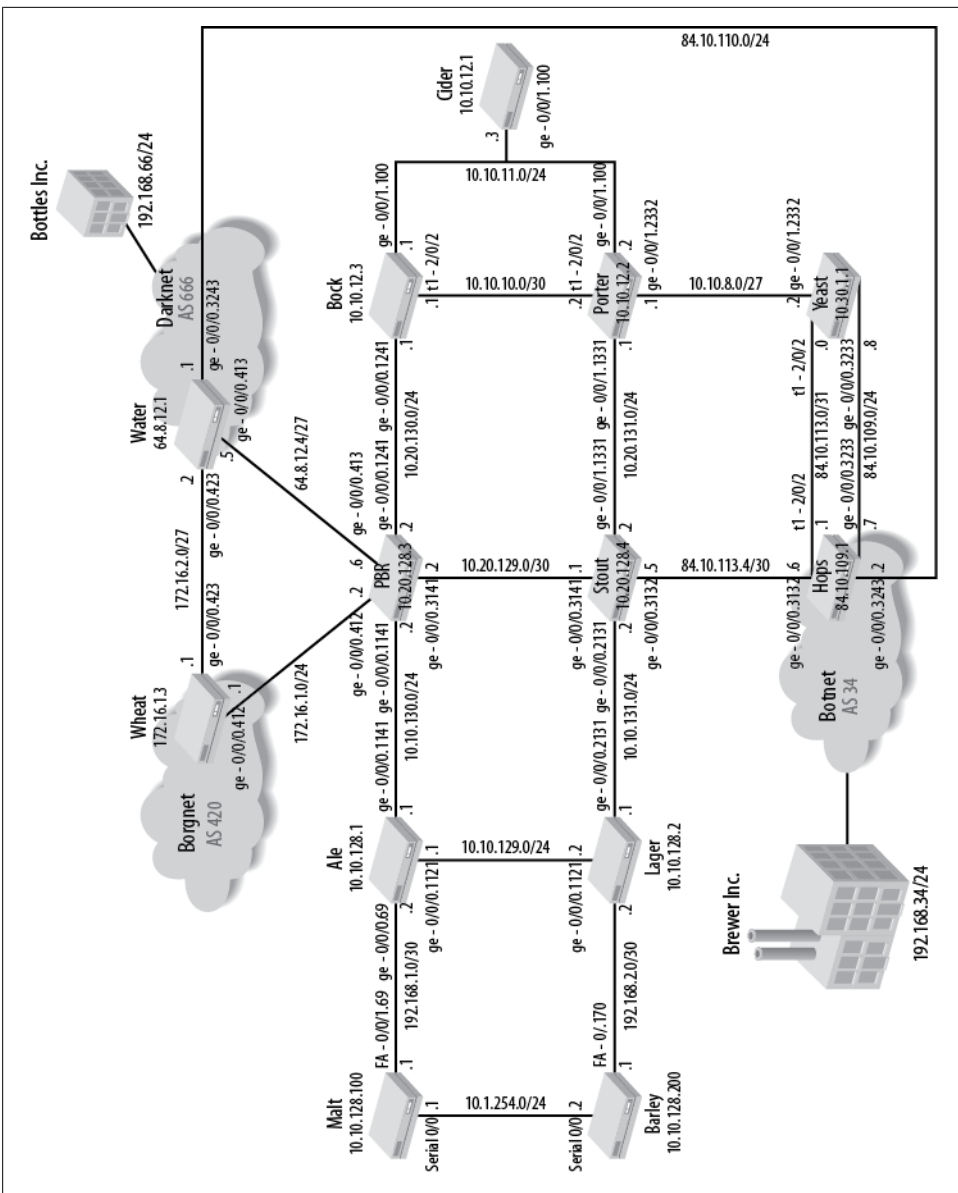 Bottles Inc.
192.168.66/24
84.10.110.0/24
Darknet
AS 666
Water
64.8.12.1
.1
ge - 0/0/0.3243
.2
ge - 0/0/0.423
.5
ge - 0/0/0.413
172.16.2.0/27
Wheat
172.16.13
.1
ge - 0/0/0.423
ge - 0/0/0.412
.1
Borgnet
AS 420
172.16.1.0/24
64.8.12.4/27
Cider
10.10.12.1
.3
ge - 0/0/1.100
10.10.11.0/24
Malt
10.10.128.100
FA - 0/0/1.69
.1
Serial 0/0
.1
192.168.1.0/30
Ale
10.10.128.1
ge - 0/0/0.69
.2
ge - 0/0/0.1141
.1
ge - 0/0/0.1121
.1
10.10.130.0/24
PBR
10.20.128.3
ge - 0/0/0.412
.2
.6
ge - 0/0/0.413
ge - 0/0/0.1141
.2
ge - 0/0/0.3141
.2
ge - 0/0/0.1241
.2
10.20.130.0/24
Bock
10.10.12.3
ge - 0/0/0.1241
.1
ge - 0/0/1.100
.1
.1
t1 - 2/0/2
10.1.254.0/24
10.10.129.0/24
10.20.129.0/30
10.10.10.0/30
Barley
10.10.128.200
Serial 0/0
.2
FA - 0/.170
.1
192.168.2.0/30
Lager
10.10.128.2
ge - 0/0/0.1121
.2
.2
ge - 0/0/0.2131
.1
10.10.131.0/24
Stout
10.20.128.4
ge - 0/0/0.3141
.1
ge - 0/0/0.2131
.2
ge - 0/0/0.3132
.5
ge - 0/0/1.1331
.2
10.20.131.0/24
Porter
10.10.12.2
.2
t1 - 2/0/2
ge - 0/0/1.1331
.1
ge - 0/0/1.100
.2
.1
ge - 0/0/1.2332
84.10.113.4/30
10.10.8.0/27
Brewer Inc.
192.168.34/24
Botnet
AS 34
Hops
84.10.109.1
ge - 0/0/0.3132
.6
t1 - 2/0/2
.1
ge - 0/0/0.3233
.7
ge - 0/0/0.3243
.2
84.10.113.0/31
84.10.109.0/24
Yeast
10.30.1.1
.2
ge - 0/0/1.2332
t1 - 2/0/2
.0
ge - 0/0/0.3233
.8